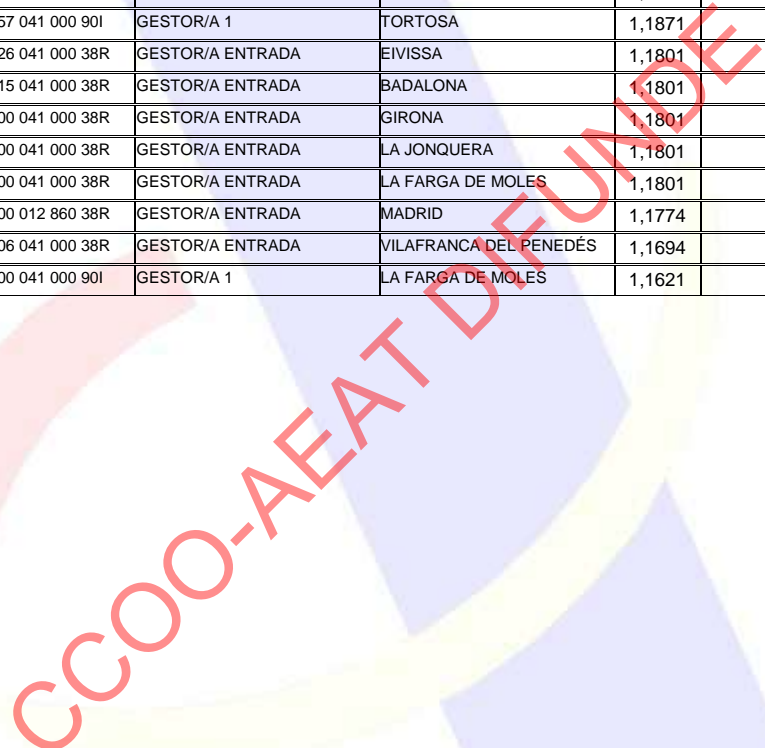 57 041 000 90I GESTOR/A 1 TORTOSA 1,1871
26 041 000 38R GESTOR/A ENTRADA EIVISSA 1,1801
15 041 000 38R GESTOR/A ENTRADA BADALONA 1,1801
00 041 000 38R GESTOR/A ENTRADA GIRONA 1,1801
00 041 000 38R GESTOR/A ENTRADA LA JONQUERA 1,1801
00 041 000 38R GESTOR/A ENTRADA LA FARGA DE MOLES 1,1801
00 012 860 38R GESTOR/A ENTRADA MADRID 1,1774
06 041 000 38R GESTOR/A ENTRADA VILAFRANCA DEL PENEDÉS 1,1694
00 041 000 90I GESTOR/A 1 LA FARGA DE MOLES 1,1621
CCOO-AEAT DIFUNDE